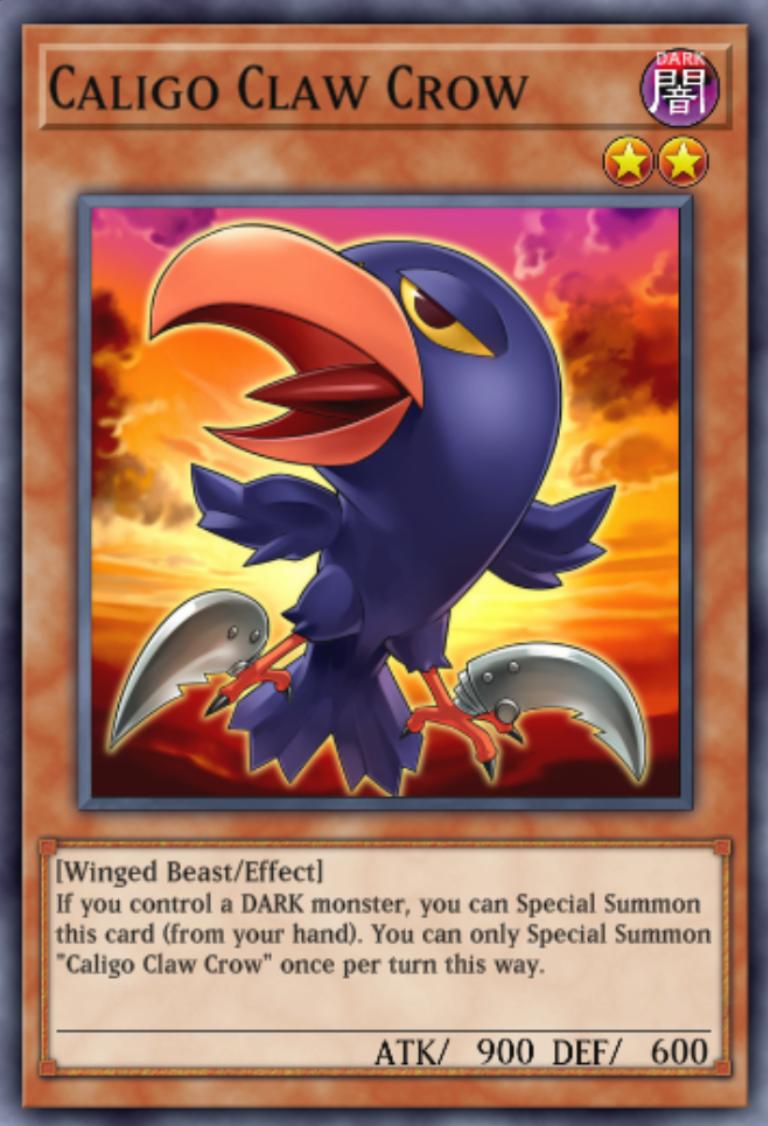 CALIGO CLAW CROW
DARK
闇
[Winged Beast/Effect]
If you control a DARK monster, you can Special Summon
this card (from your hand). You can only Special Summon
"Caligo Claw Crow" once per turn this way.
ATK/ 900 DEF/ 600